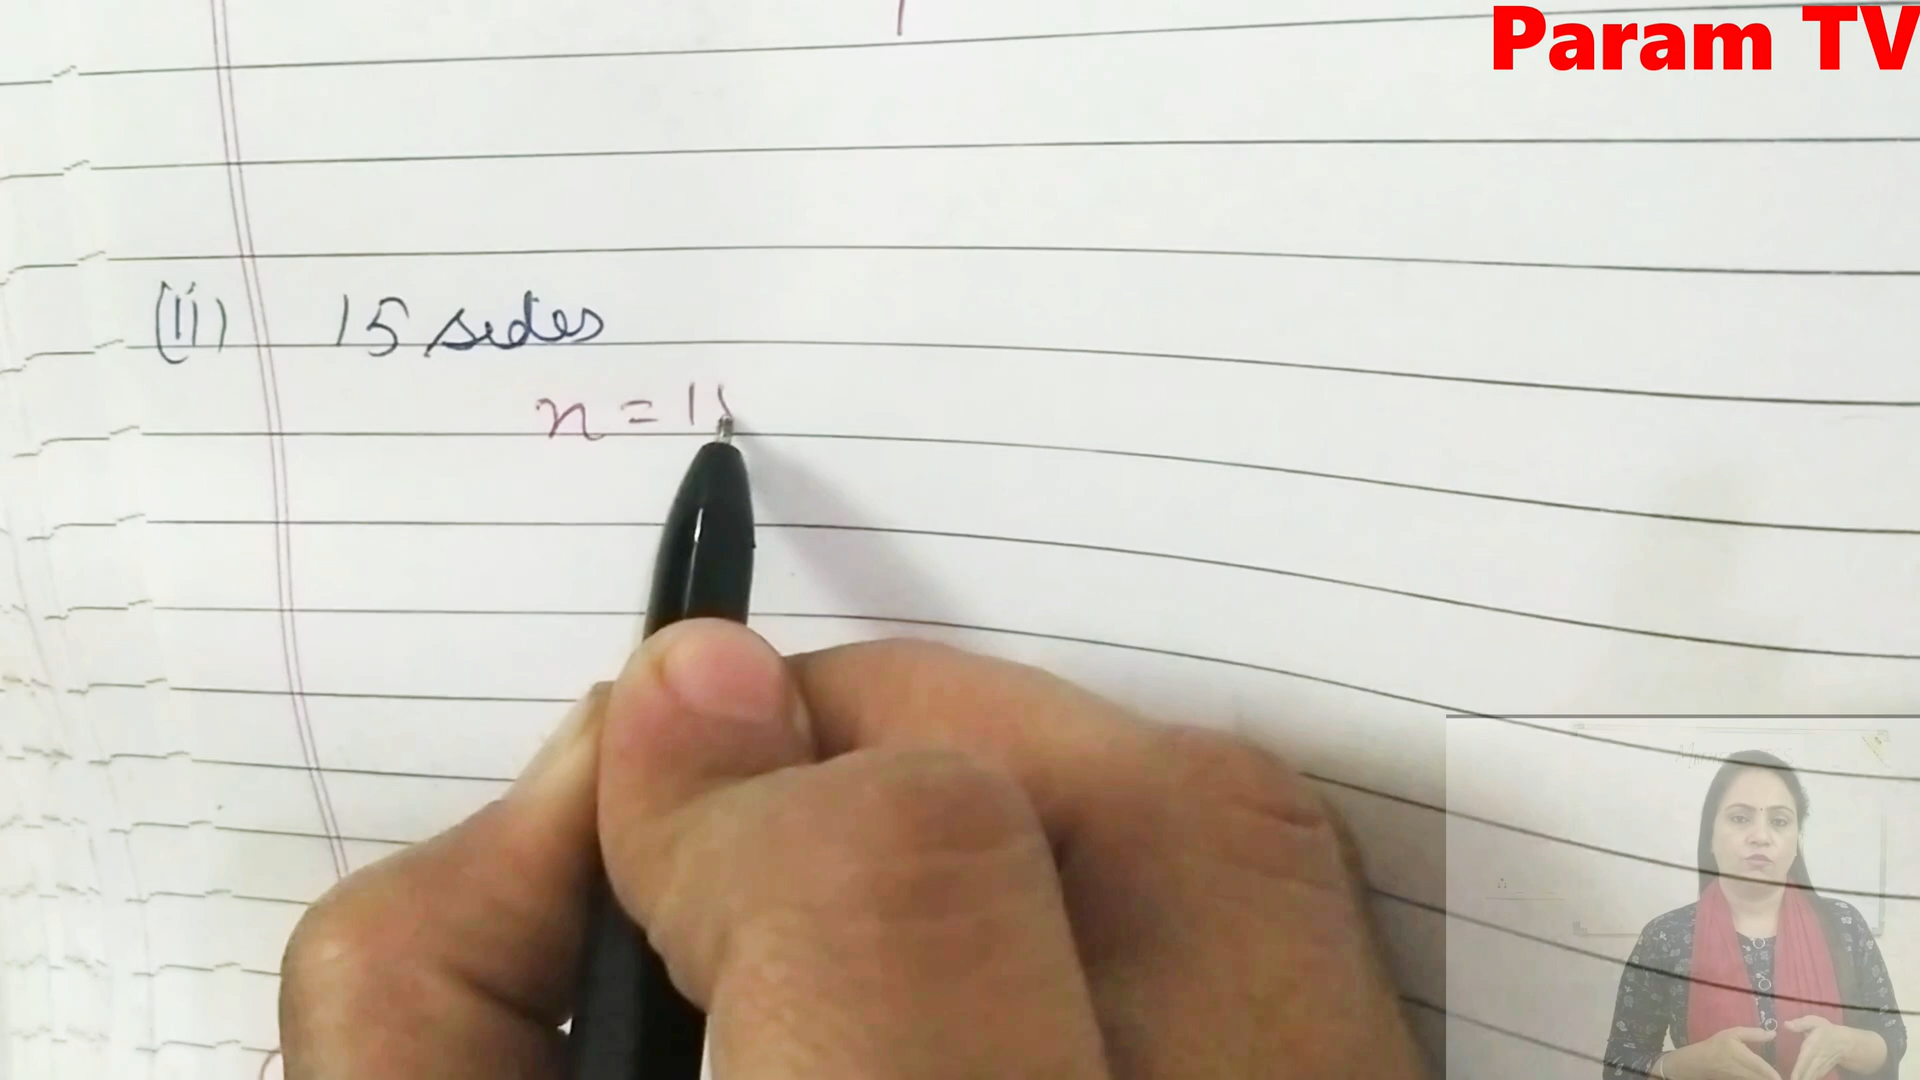 Param TV
(ii) 15 sides
n = 1